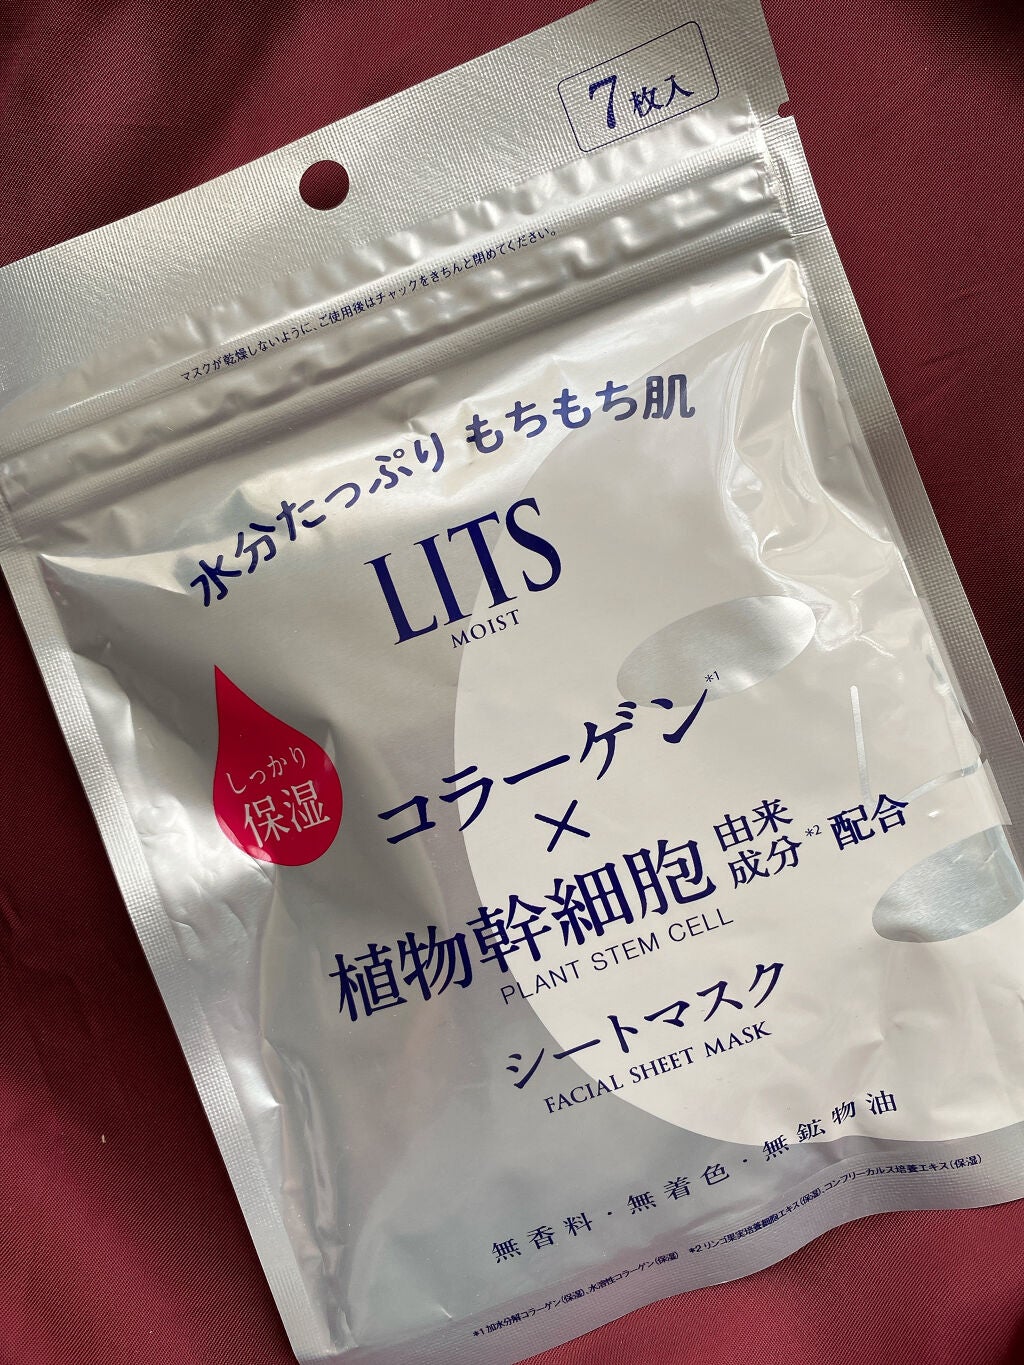 7枚入
マスクが乾燥しないように、ご使用後はチャックをきちんと閉めてください。
水分たっぷり もちもち肌
LITS
MOIST
しっかり
保湿
コラーゲン*1
×
植物幹細胞由来成分*2配合
PLANT STEM CELL
シートマスク
FACIAL SHEET MASK
無香料・無着色・無鉱物油
*1 加水分解コラーゲン(保湿)、水溶性コラーゲン(保湿) *2 リンゴ果実培養細胞エキス(保湿)、コンフリーカルス培養エキス(保湿)